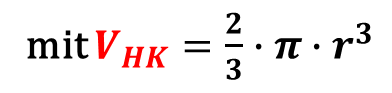 mit V_HK = 2/3 · π · r³